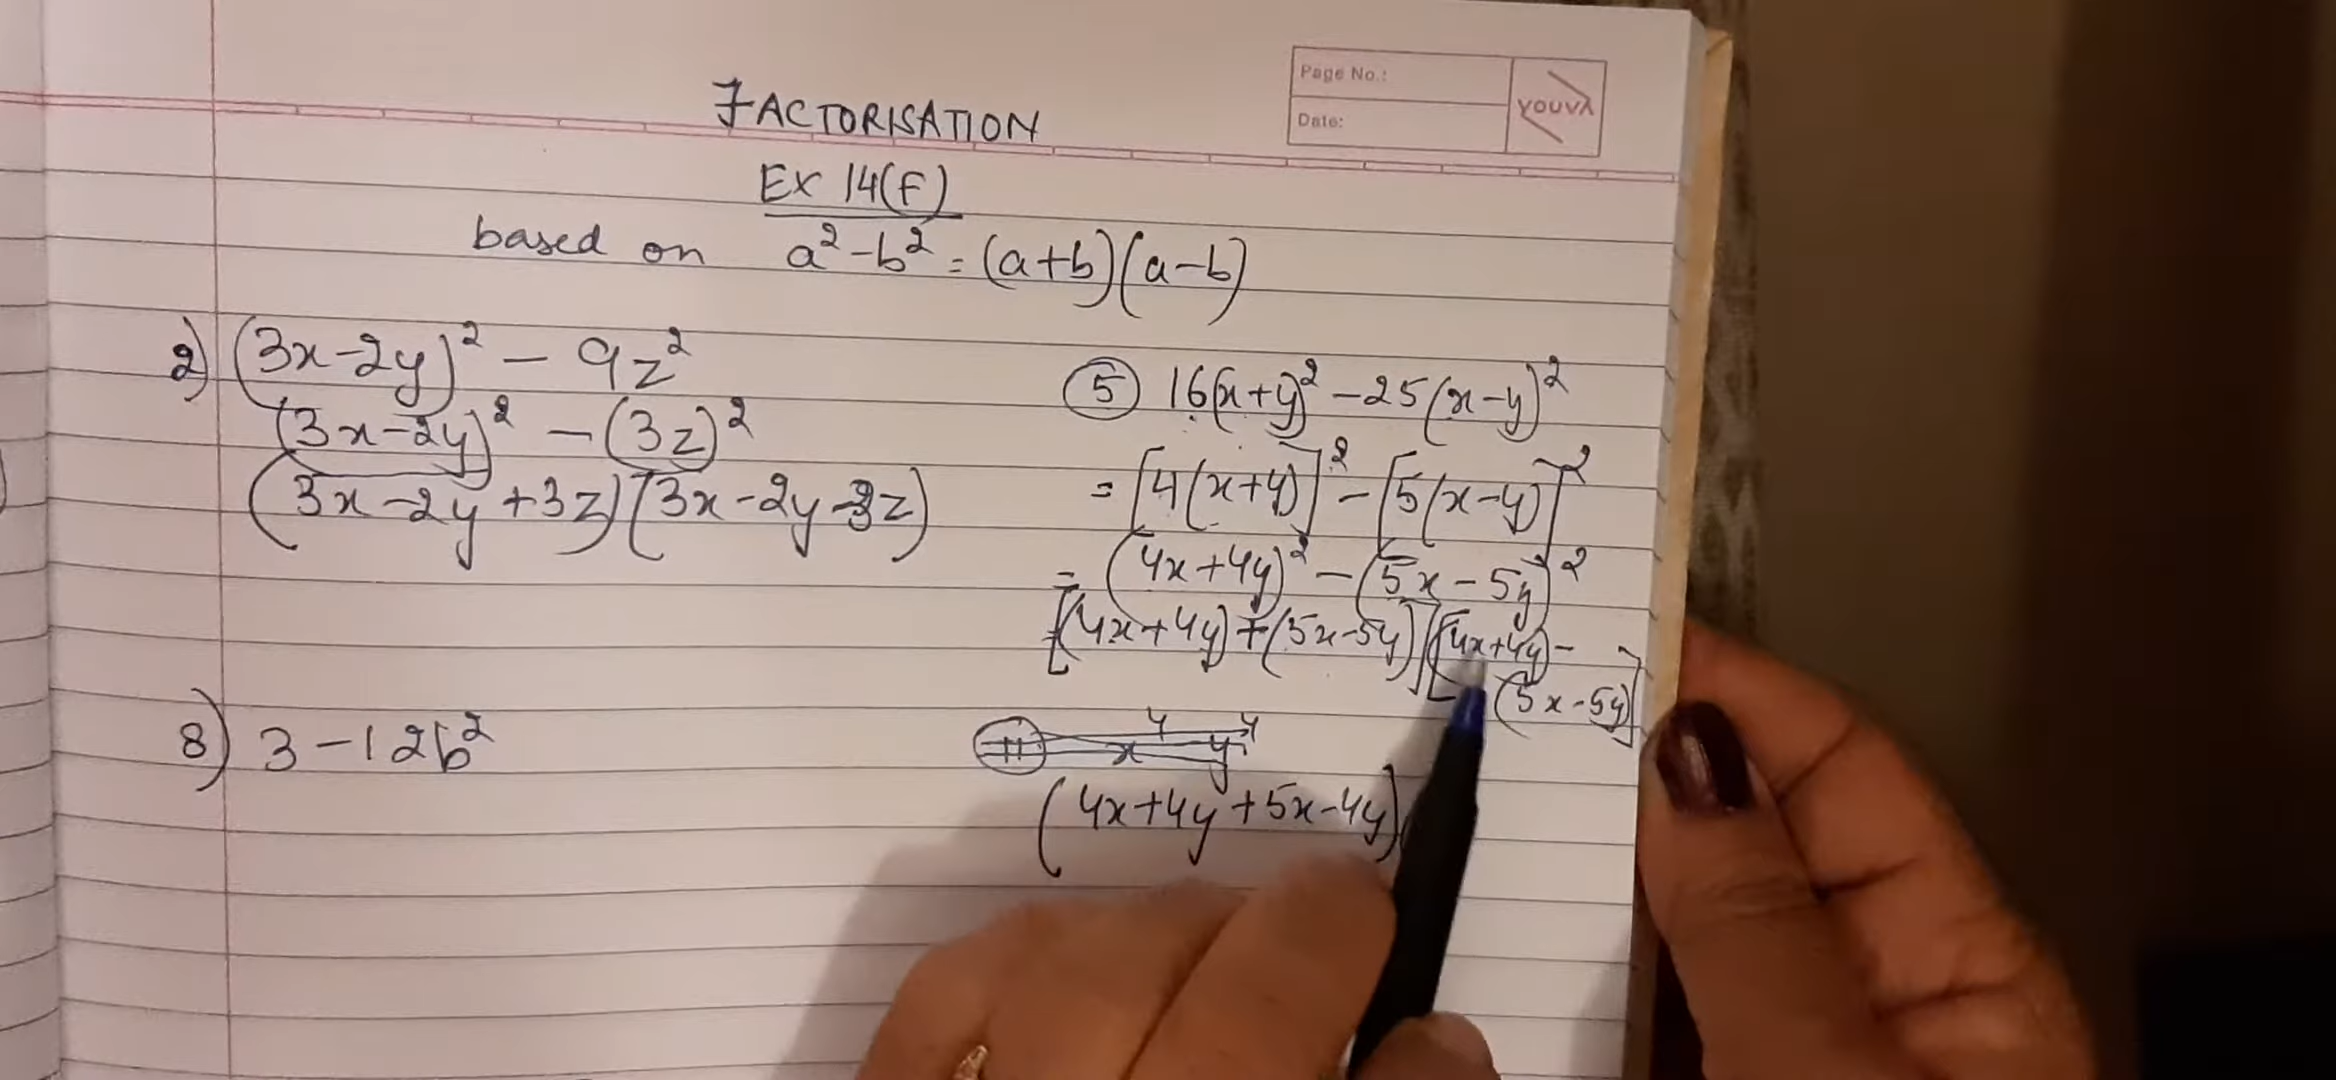 Page No.:
Date:
YOUVA
FACTORISATION
Ex 14(F)
based on a² - b² = (a+b)(a-b)
2) (3x-2y)² - 9z²
(3x-2y)² - (3z)²
(3x-2y+3z)(3x-2y-3z)
8) 3-12b²
5 16(x+y)² - 25(x-y)²
= [4(x+y)]² - [5(x-y)]²
= (4x+4y)² - (5x-5y)²
[(4x+4y)+(5x-5y)][(4x+4y)-
(5x-5y)]
(4x+4y+5x-4y)